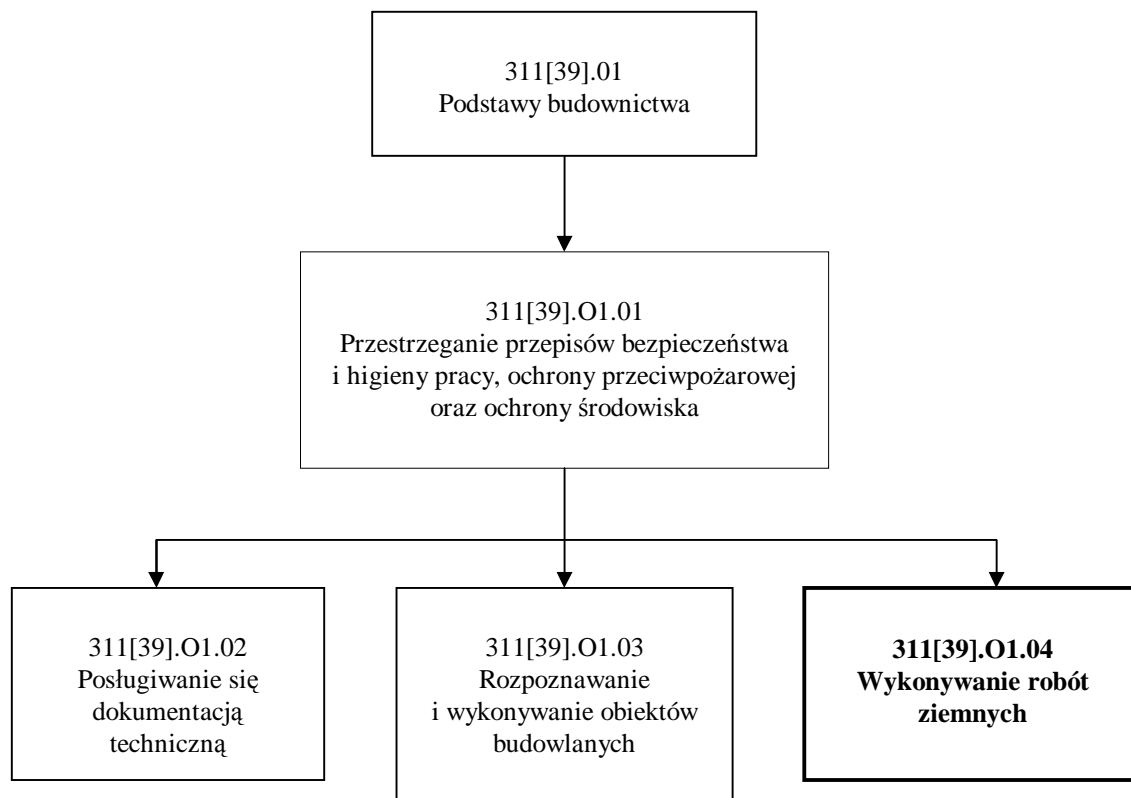 311[39].01
Podstawy budownictwa
311[39].O1.01
Przestrzeganie przepisów bezpieczeństwa
i higieny pracy, ochrony przeciwpożarowej
oraz ochrony środowiska
311[39].O1.02
Posługiwanie się
dokumentacją
techniczną
311[39].O1.03
Rozpoznawanie
i wykonywanie obiektów
budowlanych
311[39].O1.04
Wykonywanie robót
ziemnych